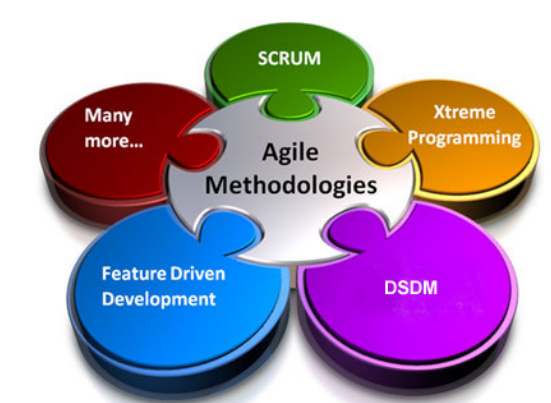 SCRUM
Many
more...
Xtreme
Programming
Agile
Methodologies
Feature Driven
Development
DSDM